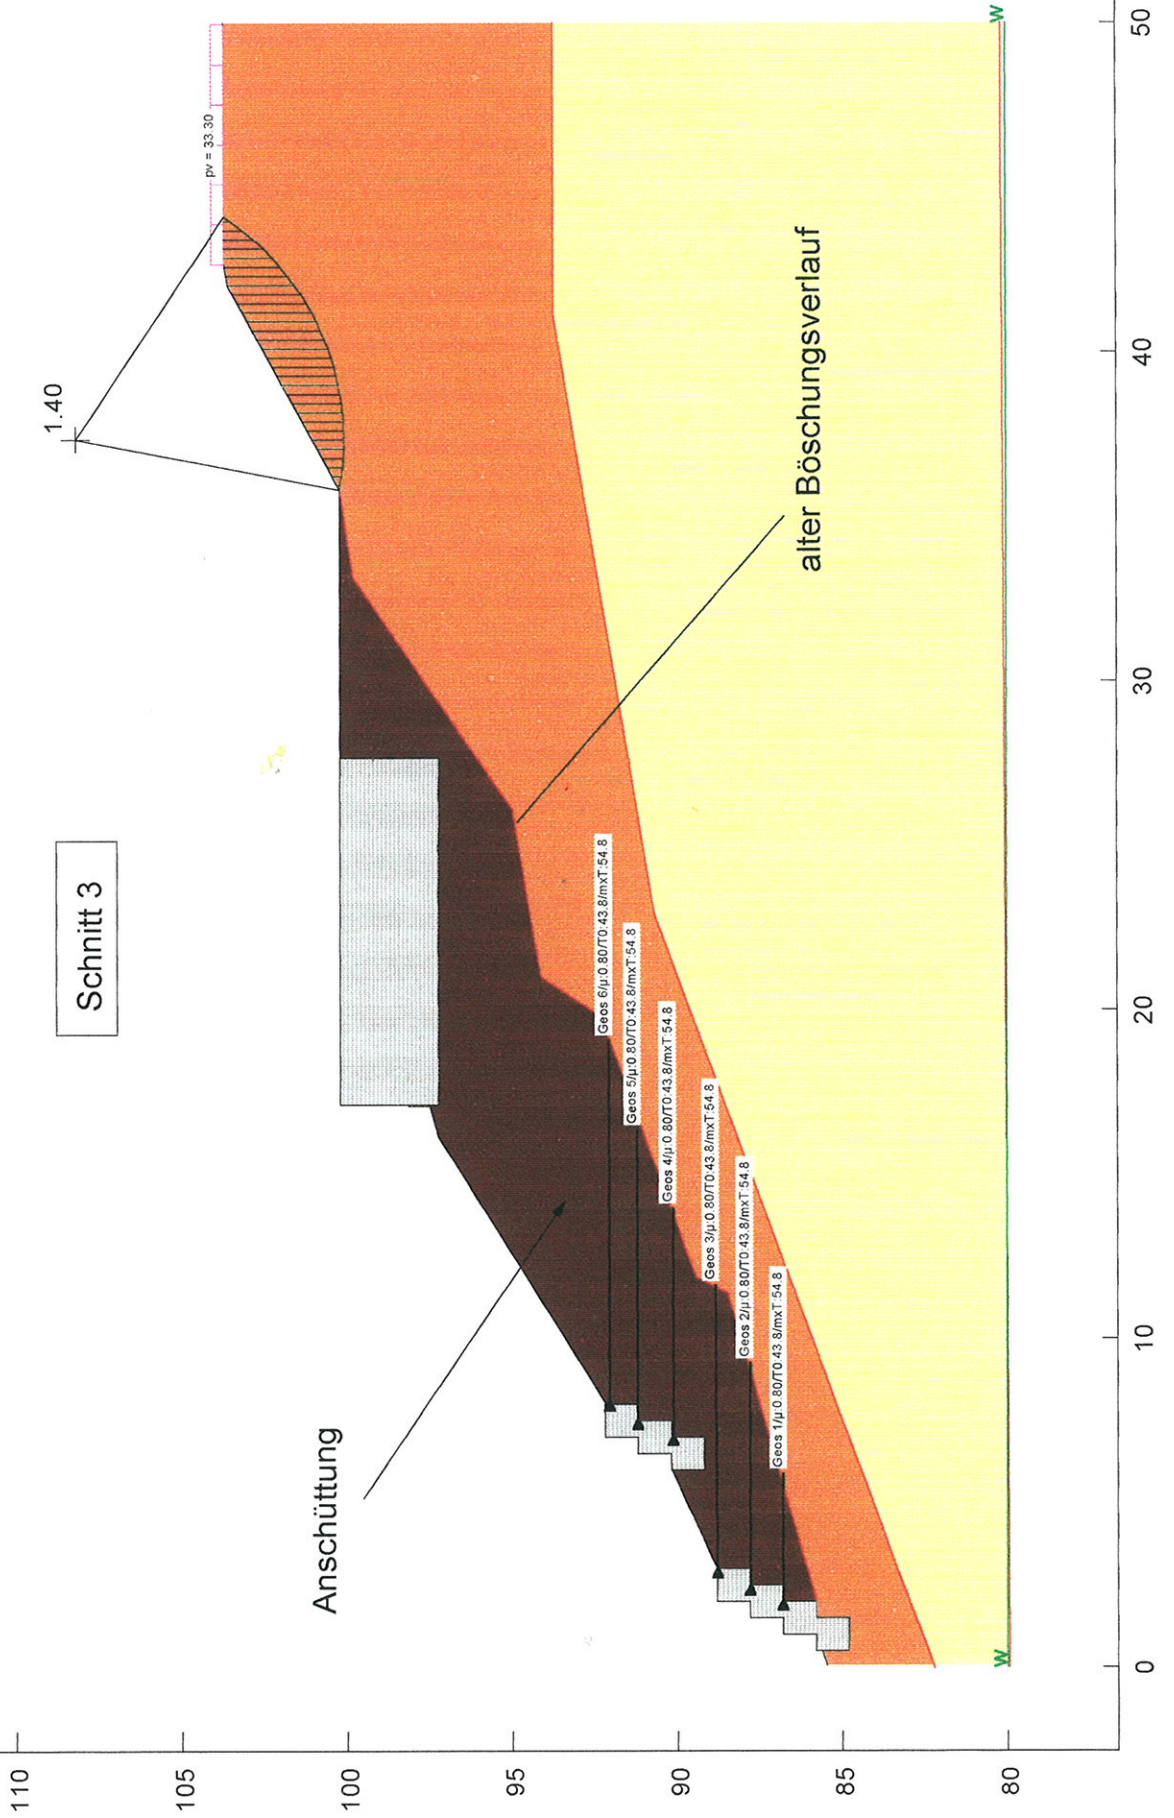 Schnitt 3
1.40
pv = 33.30
Anschüttung
alter Böschungsverlauf
Geos 6/µ:0.80/T0:43.8/mxT:54.8
Geos 5/µ:0.80/T0:43.8/mxT:54.8
Geos 4/µ:0.80/T0:43.8/mxT:54.8
Geos 3/µ:0.80/T0:43.8/mxT:54.8
Geos 2/µ:0.80/T0:43.8/mxT:54.8
Geos 1/µ:0.80/T0:43.8/mxT:54.8
W
W
110
105
100
95
90
85
80
0
10
20
30
40
50